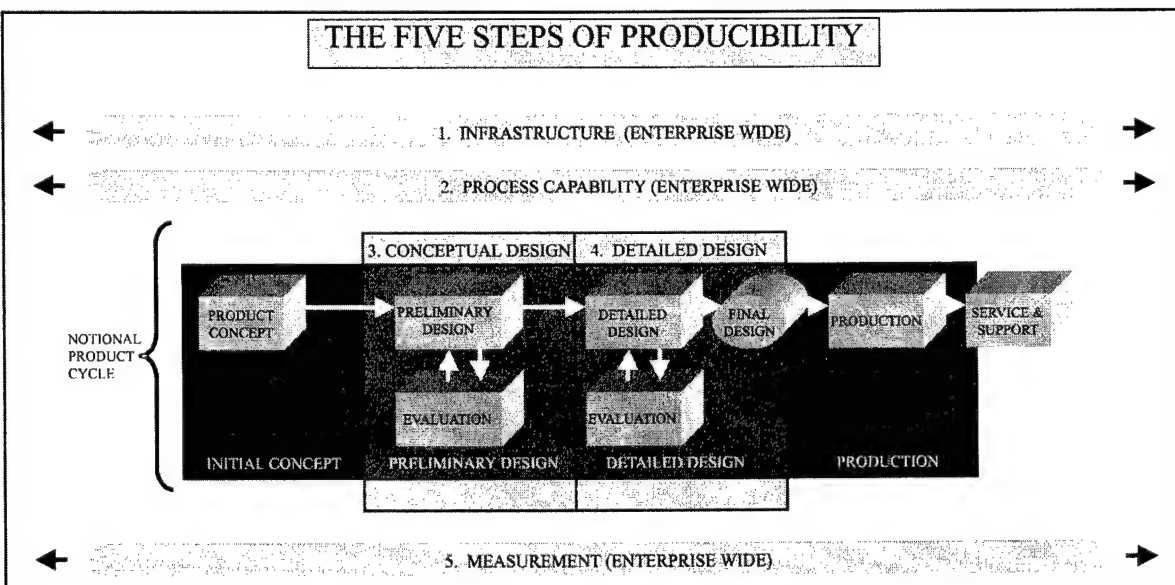 THE FIVE STEPS OF PRODUCIBILITY
1. INFRASTRUCTURE (ENTERPRISE WIDE)
2. PROCESS CAPABILITY (ENTERPRISE WIDE)
3. CONCEPTUAL DESIGN
4. DETAILED DESIGN
NOTIONAL
PRODUCT
CYCLE
PRODUCT
CONCEPT
PRELIMINARY
DESIGN
DETAILED
DESIGN
FINAL
DESIGN
PRODUCTION
SERVICE &
SUPPORT
EVALUATION
EVALUATION
INITIAL CONCEPT
PRELIMINARY DESIGN
DETAILED DESIGN
PRODUCTION
5. MEASUREMENT (ENTERPRISE WIDE)